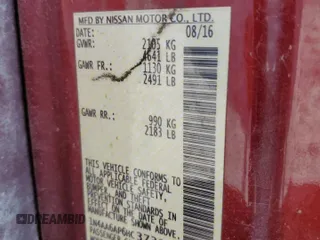 MFD BY NISSAN MOTOR CO., LTD.
DATE: 08/16
GVWR: 2105 KG
4641 LB
GAWR FR.: 1130 KG
2491 LB
GAWR RR.: 990 KG
2183 LB
THIS VEHICLE CONFORMS TO
ALL APPLICABLE FEDERAL
MOTOR VEHICLE SAFETY,
BUMPER AND THEFT
PREVENTION STANDARDS
IN EFFECT ON THE DATE OF
MANUFACTURE SHOWN
ABOVE.
PASSENGER
AUTOBIDMASTER